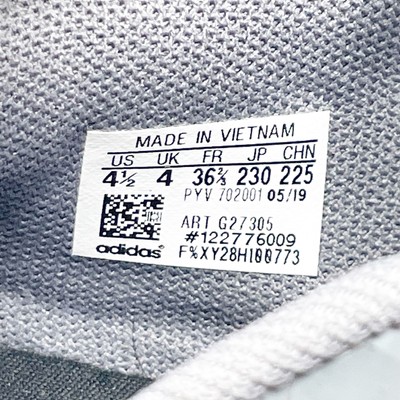 MADE IN VIETNAM
US UK FR JP CHN
4½ 4 36⅔ 230 225
PYV 702001 05/19
ART G27305
#122776009
adidas® F%XY28HI00773